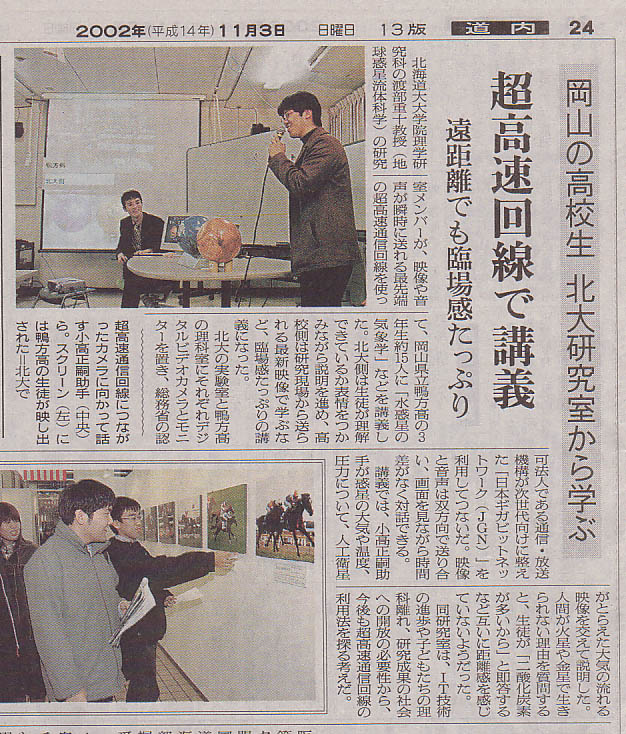 2002年(平成14年)11月3日 日曜日 13版 道内 24
岡山の高校生 北大研究室から学ぶ
超高速回線で講義
遠距離でも臨場感たっぷり
北海道大大学院理学研
究科の渡部重十教授（地
球惑星流体科学）の研究
室メンバーが、映像や音
声が瞬時に送れる最先端
の超高速通信回線を使っ
て、岡山県立鴨方高の３
年生約15人に「水惑星の
気象学」などを講義し
た。北大側は生徒が理解
できているか表情をつか
みながら説明を進め、高
校側は研究現場から送ら
れる最新映像で学ぶな
ど、臨場感たっぷりの講
義になった。
北大の実験室と鴨方高
の理科室にそれぞれデジ
タルビデオカメラとモニ
ターを置き、総務省の認
可法人である通信・放送
機構が次世代向けに整え
た「日本ギガビットネッ
トワーク（ＪＧＮ）」を
利用してつないだ。映像
と音声は双方向で送り合
い、画面を見ながら時間
差がなく対話できる。
講義では、小高正嗣助
手が惑星の大気や温度、
圧力について、人工衛星
がとらえた大気の流れる
映像を交えて説明した。
人間が火星や金星で生き
られない理由を質問する
と、生徒が「二酸化炭素
が多いから」と即答する
など互いに距離感を感じ
ていないようだった。
同研究室は、ＩＴ技術
の進歩や子どもたちの理
科離れ、研究成果の社会
への開放の必要性から、
今後も超高速通信回線の
利用法を探る考えだ。
超高速通信回線につなが
ったカメラに向かって話
す小高正嗣助手（中央）
ら。スクリーン（左）に
は鴨方高の生徒が映し出
された＝北大で